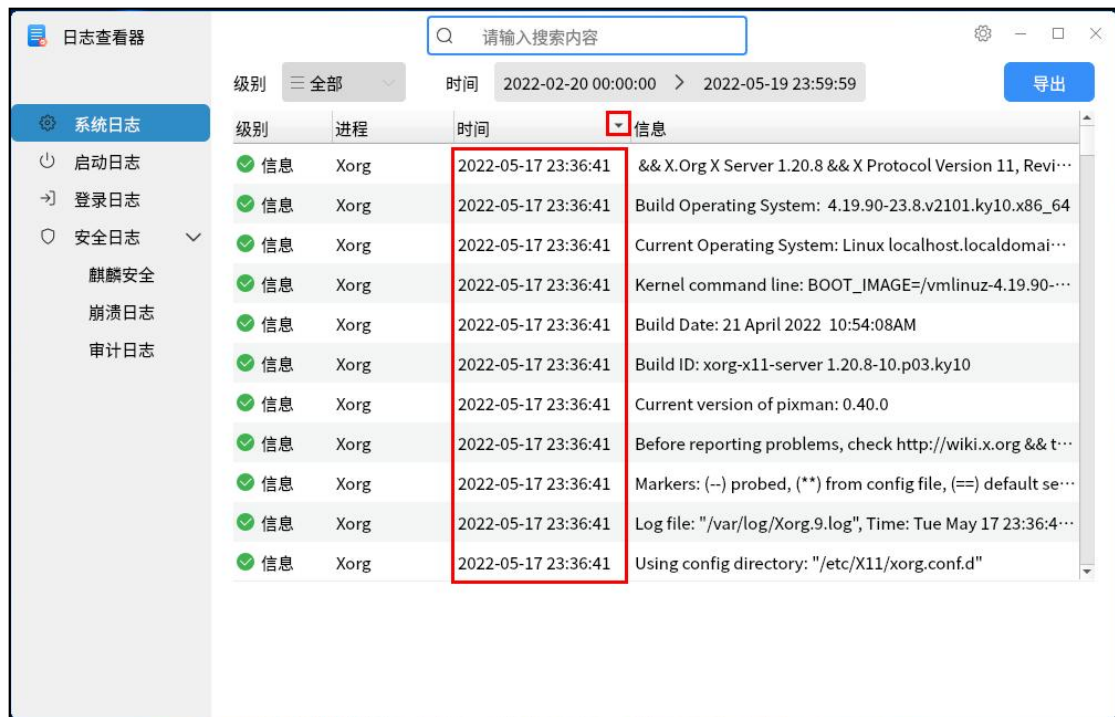 日志查看器
请输入搜索内容
级别 全部 时间 2022-02-20 00:00:00 > 2022-05-19 23:59:59 导出
系统日志
启动日志
登录日志
安全日志
麒麟安全
崩溃日志
审计日志
级别 进程 时间 信息
信息 Xorg 2022-05-17 23:36:41 && X.Org X Server 1.20.8 && X Protocol Version 11, Revi···
信息 Xorg 2022-05-17 23:36:41 Build Operating System: 4.19.90-23.8.v2101.ky10.x86_64
信息 Xorg 2022-05-17 23:36:41 Current Operating System: Linux localhost.localdomai···
信息 Xorg 2022-05-17 23:36:41 Kernel command line: BOOT_IMAGE=/vmlinuz-4.19.90-···
信息 Xorg 2022-05-17 23:36:41 Build Date: 21 April 2022 10:54:08AM
信息 Xorg 2022-05-17 23:36:41 Build ID: xorg-x11-server 1.20.8-10.p03.ky10
信息 Xorg 2022-05-17 23:36:41 Current version of pixman: 0.40.0
信息 Xorg 2022-05-17 23:36:41 Before reporting problems, check http://wiki.x.org && t···
信息 Xorg 2022-05-17 23:36:41 Markers: (--) probed, (**) from config file, (==) default se···
信息 Xorg 2022-05-17 23:36:41 Log file: "/var/log/Xorg.9.log", Time: Tue May 17 23:36:4···
信息 Xorg 2022-05-17 23:36:41 Using config directory: "/etc/X11/xorg.conf.d"